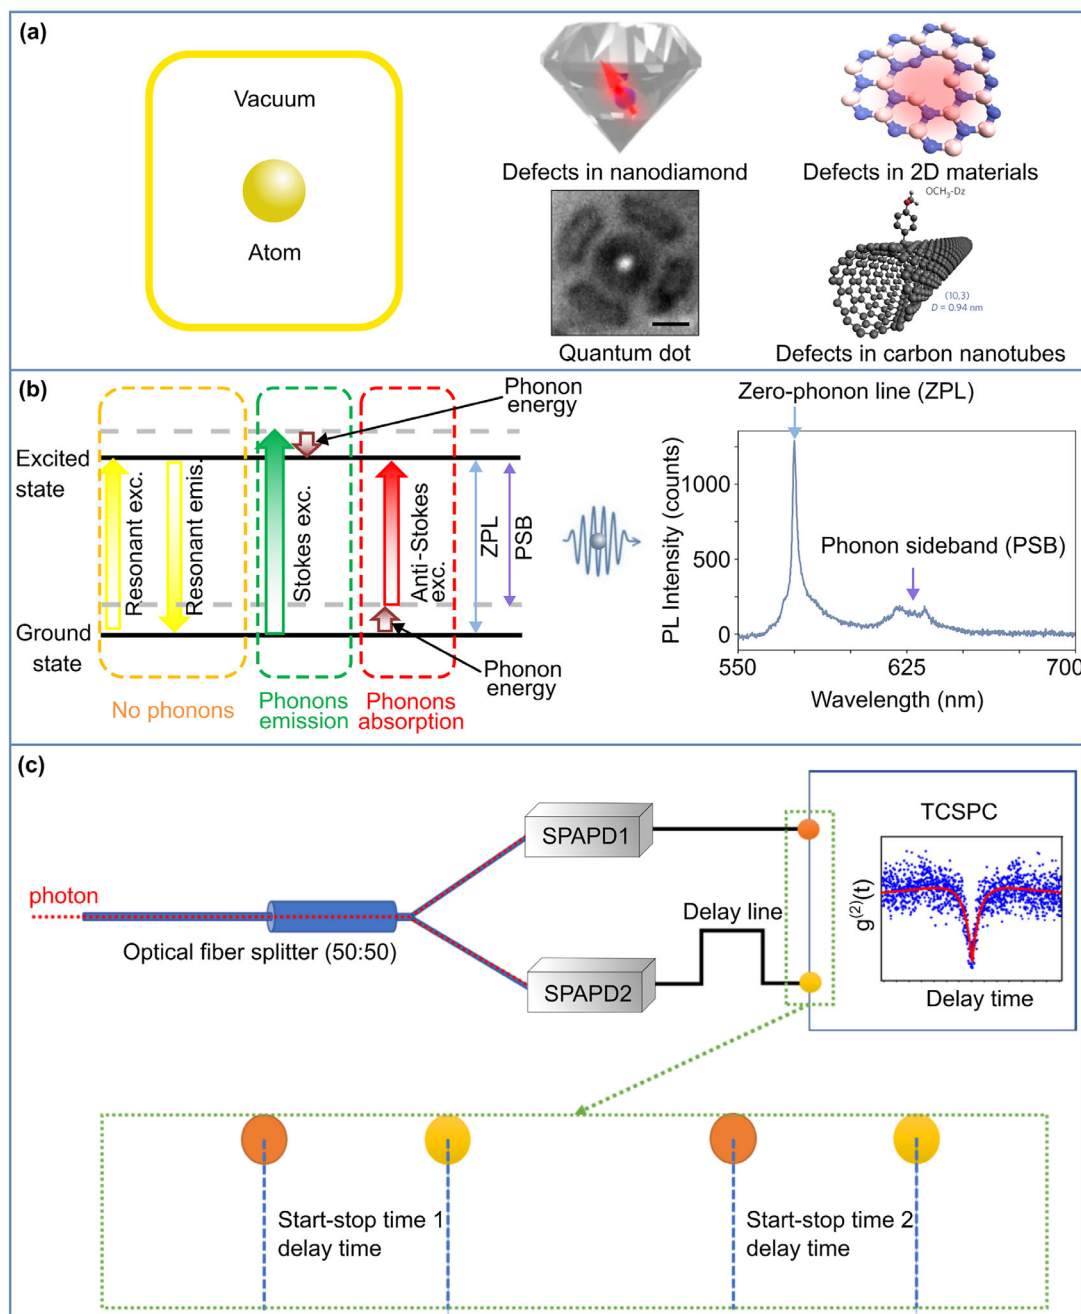 (a)
Vacuum
Atom
Defects in nanodiamond
Defects in 2D materials
OCH₃-Dz
(10,3)
D = 0.94 nm
Quantum dot
Defects in carbon nanotubes
(b)
Phonon
energy
Excited
state
Resonant exc.
Resonant emis.
Stokes exc.
Anti-Stokes
exc.
ZPL
PSB
Ground
state
Phonon
energy
No phonons
Phonons
emission
Phonons
absorption
Zero-phonon line (ZPL)
Phonon sideband (PSB)
PL Intensity (counts)
1000
500
0
550
625
700
Wavelength (nm)
(c)
photon
Optical fiber splitter (50:50)
SPAPD1
SPAPD2
Delay line
TCSPC
g⁽²⁾(t)
Delay time
Start-stop time 1
delay time
Start-stop time 2
delay time